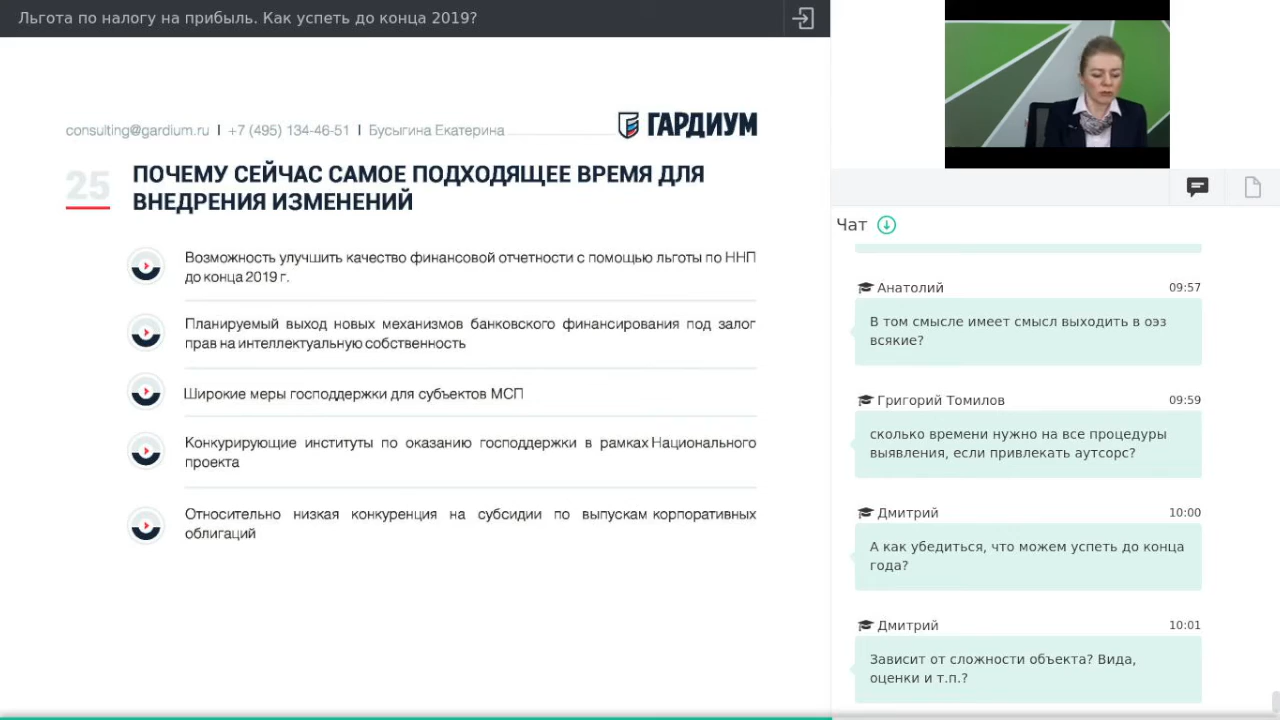 Льгота по налогу на прибыль. Как успеть до конца 2019?
consulting@gardium.ru I +7 (495) 134-46-51 I Бусыгина Екатерина
ГАРДИУМ
25
ПОЧЕМУ СЕЙЧАС САМОЕ ПОДХОДЯЩЕЕ ВРЕМЯ ДЛЯ
ВНЕДРЕНИЯ ИЗМЕНЕНИЙ
Возможность улучшить качество финансовой отчетности с помощью льготы по ННП
до конца 2019 г.
Планируемый выход новых механизмов банковского финансирования под залог
прав на интеллектуальную собственность
Широкие меры господдержки для субъектов МСП
Конкурирующие институты по оказанию господдержки в рамках Национального
проекта
Относительно низкая конкуренция на субсидии по выпускам корпоративных
облигаций
Чат
Анатолий 09:57
В том смысле имеет смысл выходить в оэз
всякие?
Григорий Томилов 09:59
сколько времени нужно на все процедуры
выявления, если привлекать аутсорс?
Дмитрий 10:00
А как убедиться, что можем успеть до конца
года?
Дмитрий 10:01
Зависит от сложности объекта? Вида,
оценки и т.п.?